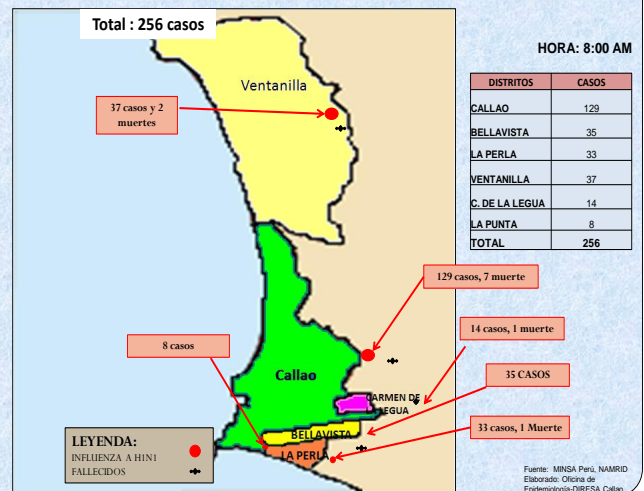 Total : 256 casos
HORA: 8:00 AM
Ventanilla
37 casos y 2
muertes
DISTRITOS CASOS
CALLAO 129
BELLAVISTA 35
LA PERLA 33
VENTANILLA 37
C. DE LA LEGUA 14
LA PUNTA 8
TOTAL 256
129 casos, 7 muerte
14 casos, 1 muerte
8 casos
35 CASOS
Callao
CARMEN DE
LA LEGUA
33 casos, 1 Muerte
BELLAVISTA
LA PERLA
LEYENDA:
INFLUENZA A H1N1
FALLECIDOS
Fuente: MINSA Perú, NAMRID
Elaborado: Oficina de
Epidemiología-DIRESA Callao